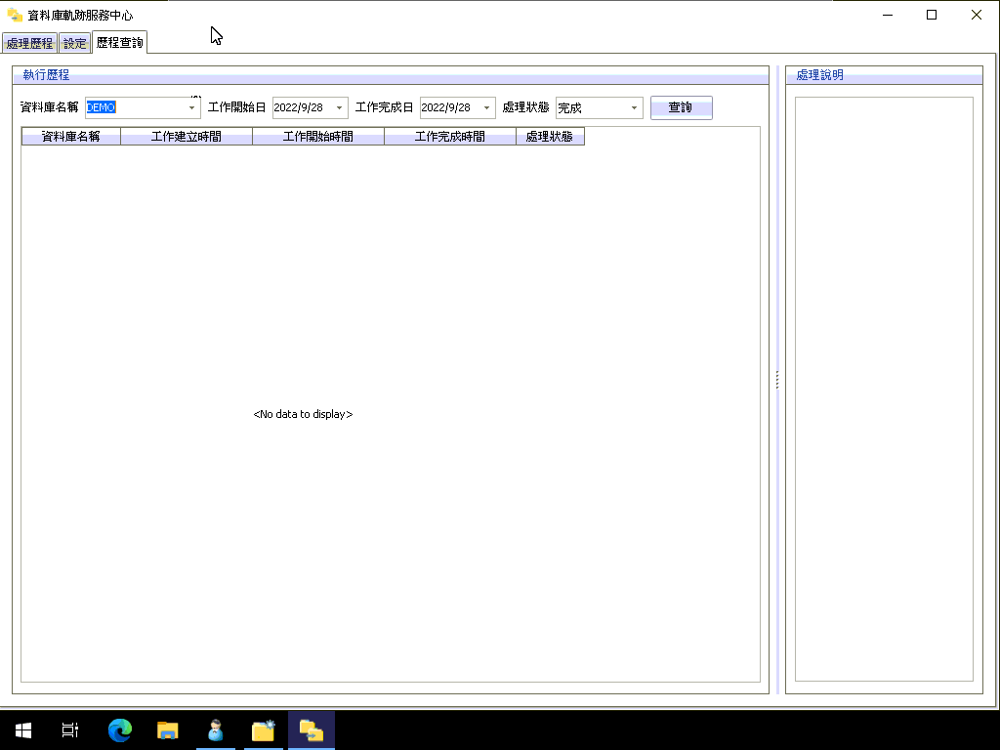 資料庫軌跡服務中心
處理歷程 設定 歷程查詢
執行歷程
處理說明
資料庫名稱 DEMO 工作開始日 2022/9/28 工作完成日 2022/9/28 處理狀態 完成 查詢
資料庫名稱 工作建立時間 工作開始時間 工作完成時間 處理狀態
<No data to display>